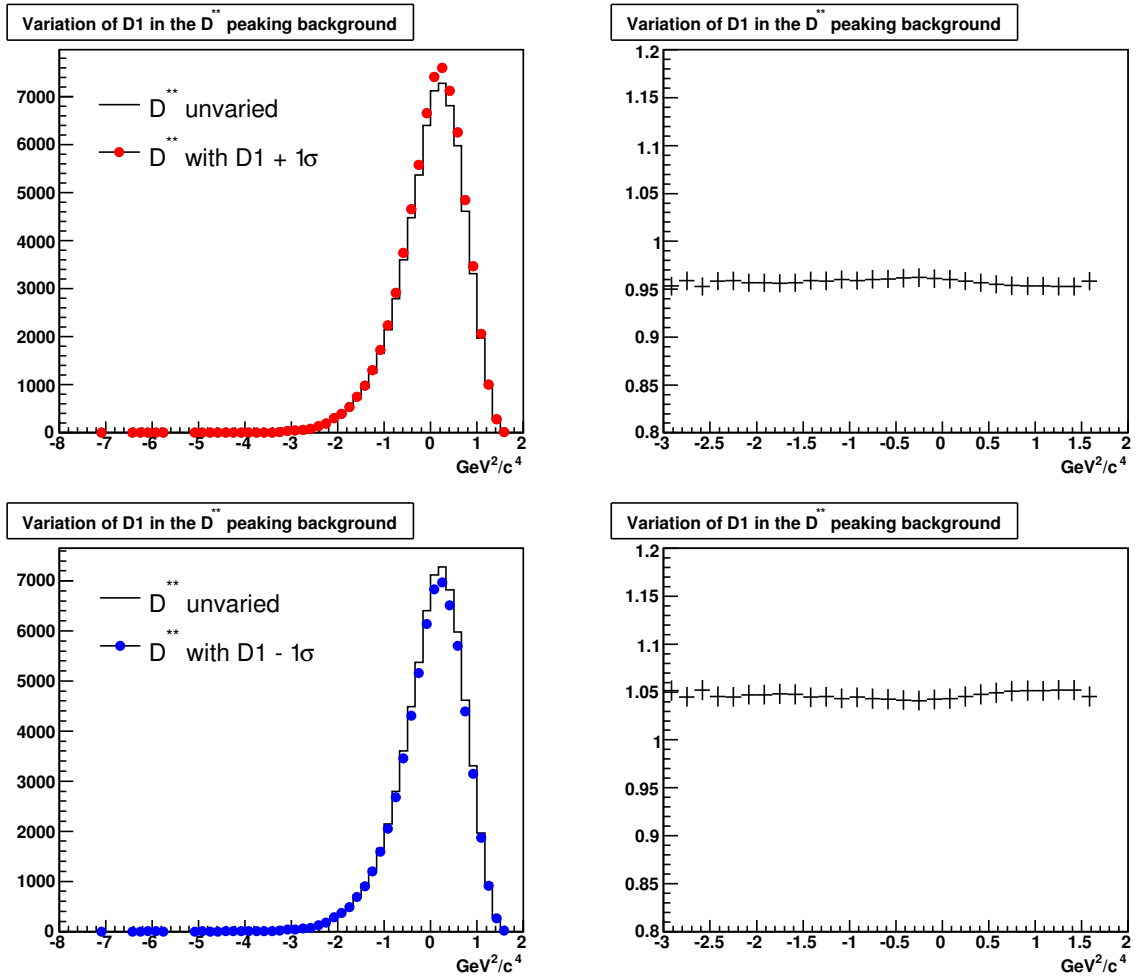 Variation of D1 in the D** peaking background
7000
6000
5000
4000
3000
2000
1000
0
D** unvaried
D** with D1 + 1σ
-8 -7 -6 -5 -4 -3 -2 -1 0 1 2
GeV²/c⁴
Variation of D1 in the D** peaking background
1.2
1.15
1.1
1.05
1
0.95
0.9
0.85
0.8
-3 -2.5 -2 -1.5 -1 -0.5 0 0.5 1 1.5 2
GeV²/c⁴
Variation of D1 in the D** peaking background
7000
6000
5000
4000
3000
2000
1000
0
D** unvaried
D** with D1 - 1σ
-8 -7 -6 -5 -4 -3 -2 -1 0 1 2
GeV²/c⁴
Variation of D1 in the D** peaking background
1.2
1.15
1.1
1.05
1
0.95
0.9
0.85
0.8
-3 -2.5 -2 -1.5 -1 -0.5 0 0.5 1 1.5 2
GeV²/c⁴